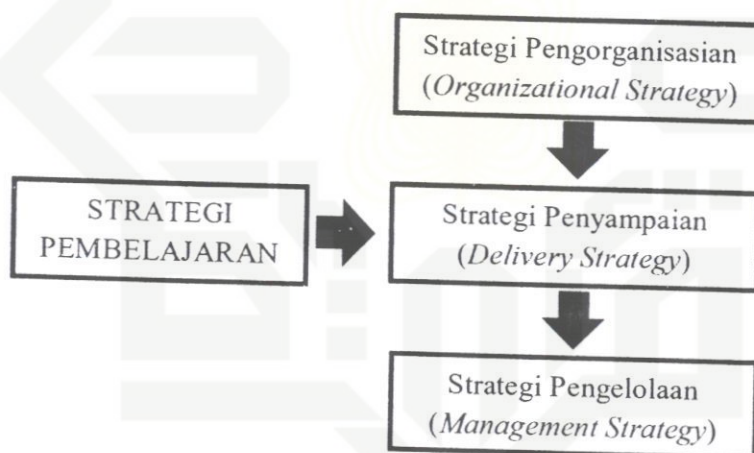 Strategi Pengorganisasian
(Organizational Strategy)
STRATEGI
PEMBELAJARAN
Strategi Penyampaian
(Delivery Strategy)
Strategi Pengelolaan
(Management Strategy)